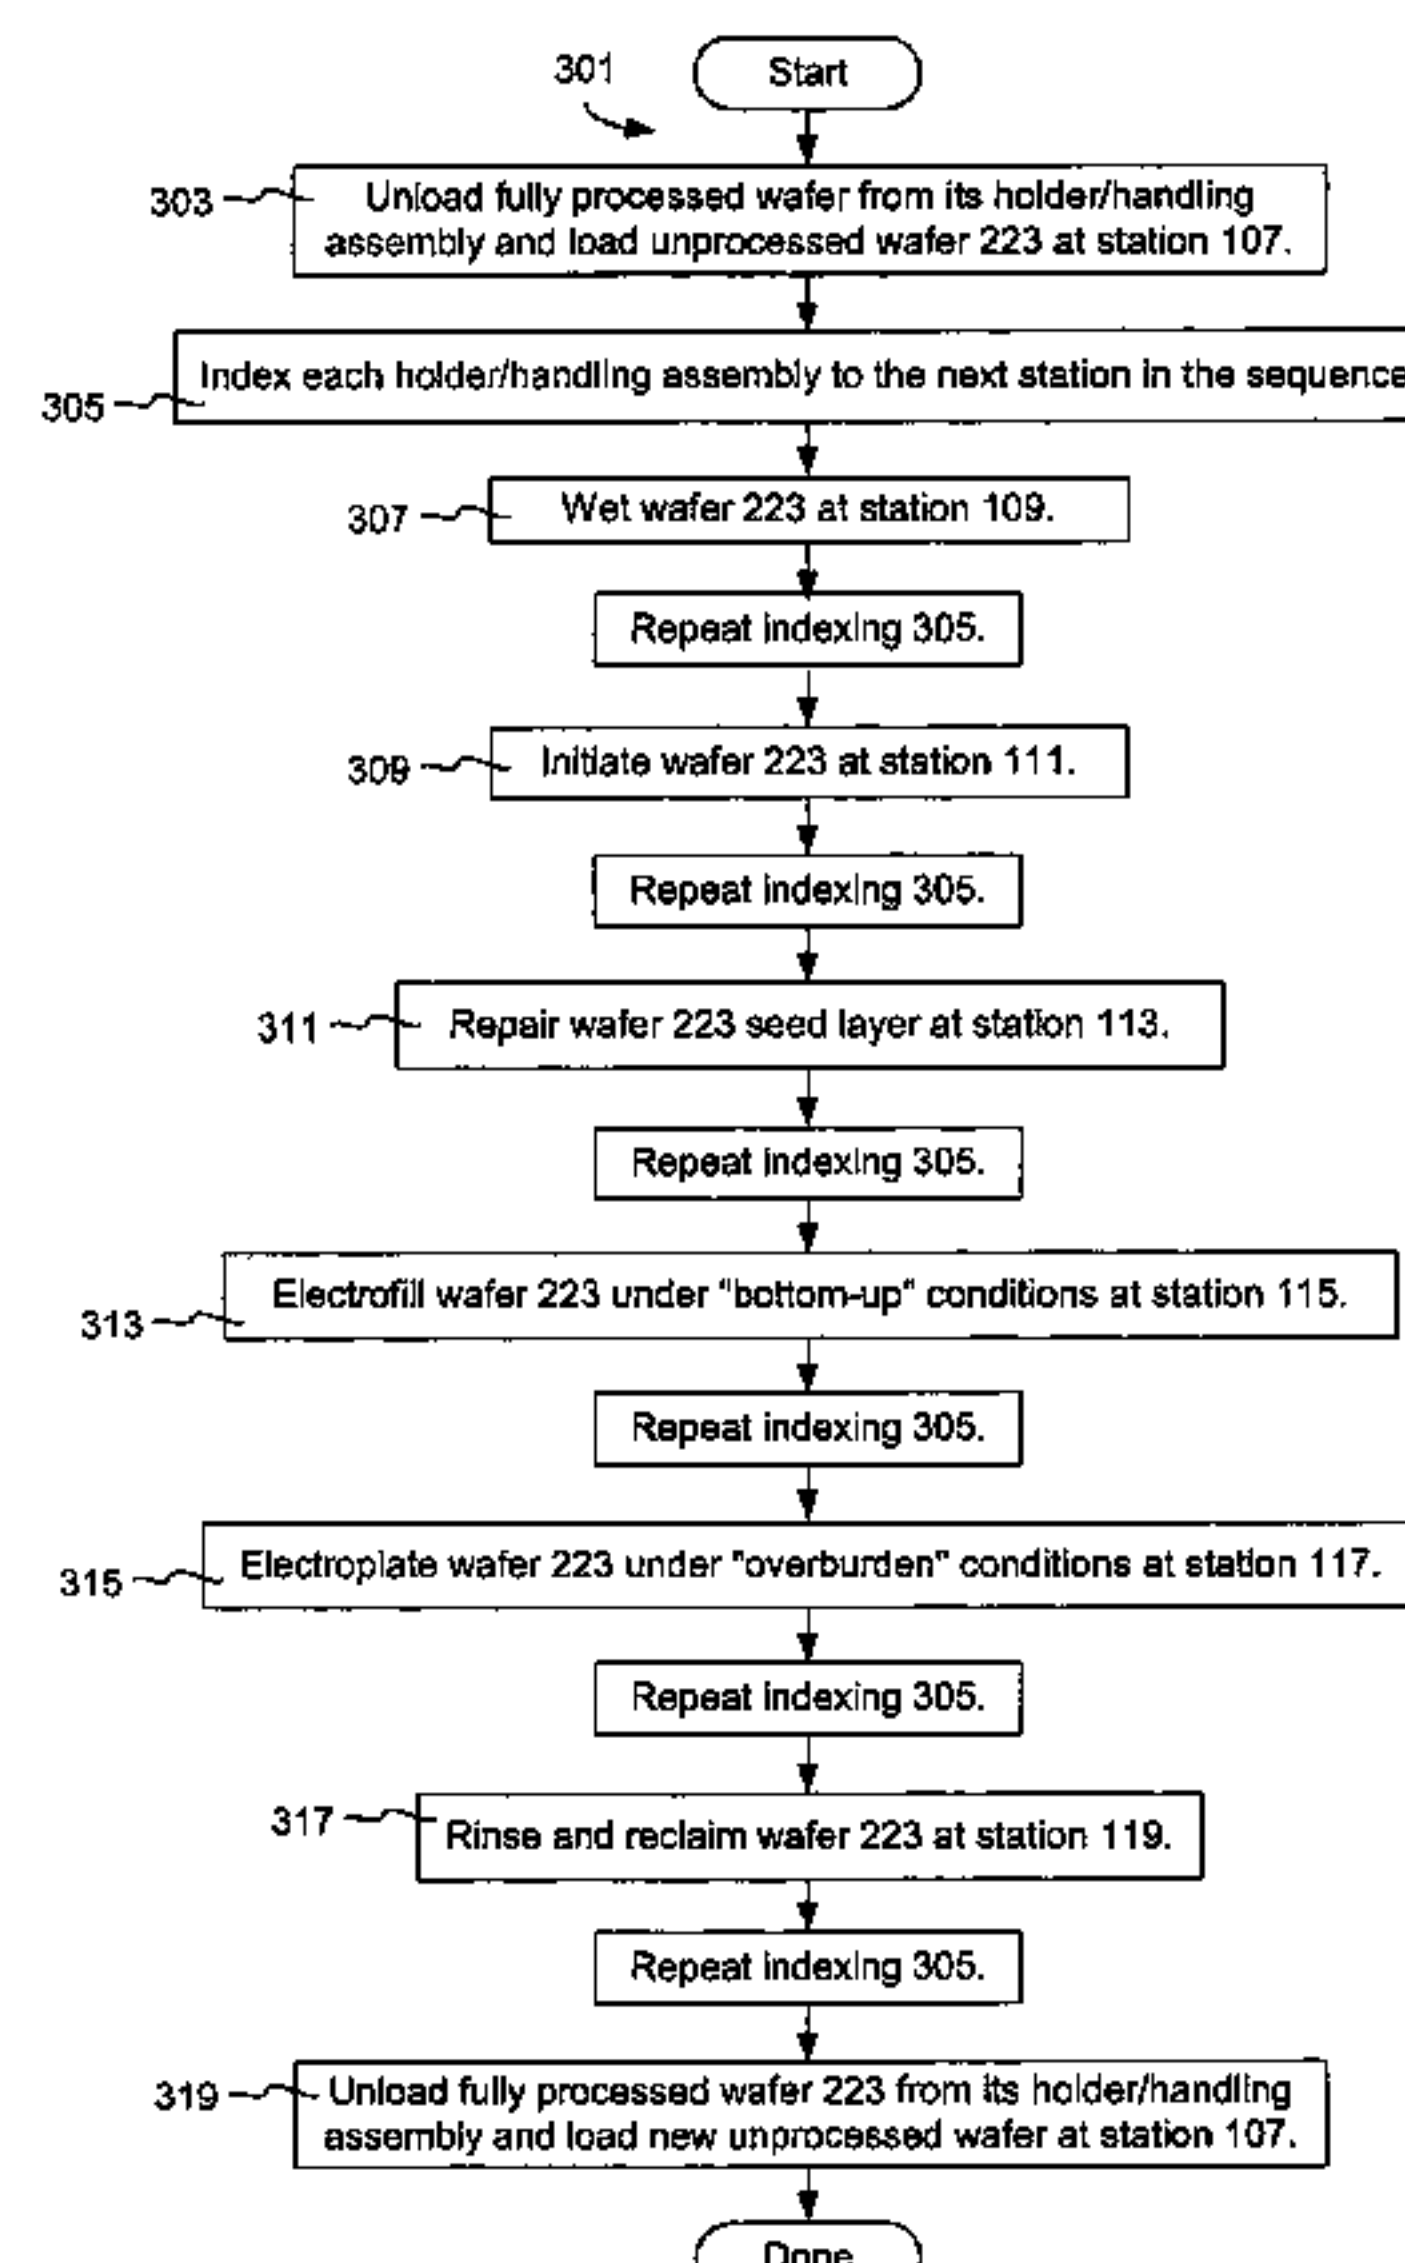 301
Start
303
Unload fully processed wafer from its holder/handling
assembly and load unprocessed wafer 223 at station 107.
Index each holder/handling assembly to the next station in the sequence
305
307
Wet wafer 223 at station 109.
Repeat indexing 305.
309
Initiate wafer 223 at station 111.
Repeat indexing 305.
311
Repair wafer 223 seed layer at station 113.
Repeat indexing 305.
Electrofill wafer 223 under "bottom-up" conditions at station 115.
313
Repeat indexing 305.
Electroplate wafer 223 under "overburden" conditions at station 117.
315
Repeat indexing 305.
317
Rinse and reclaim wafer 223 at station 119.
Repeat indexing 305.
319
Unload fully processed wafer 223 from its holder/handling
assembly and load new unprocessed wafer at station 107.
Done